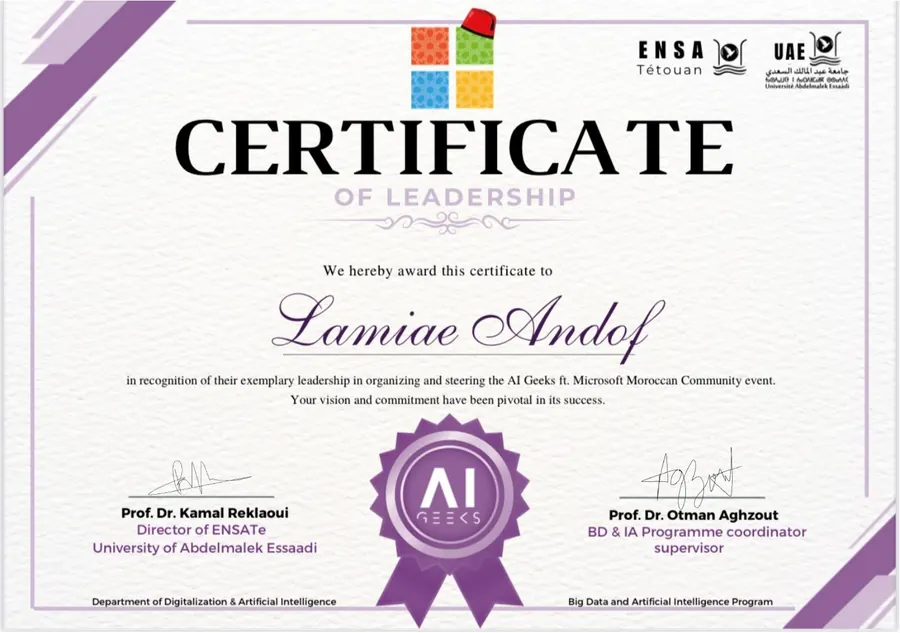 ENSA
Tétouan
UAE
جامعة عبد المالك السعدي
Université Abdelmalek Essaâdi
CERTIFICATE
OF LEADERSHIP
We hereby award this certificate to
Lamiae Andof
in recognition of their exemplary leadership in organizing and steering the AI Geeks ft. Microsoft Moroccan Community event.
Your vision and commitment have been pivotal in its success.
AI
GEEKS
Aghzout
Prof. Dr. Kamal Reklaoui
Director of ENSATe
University of Abdelmalek Essaadi
Prof. Dr. Otman Aghzout
BD & IA Programme coordinator
supervisor
Department of Digitalization & Artificial Intelligence
Big Data and Artificial Intelligence Program